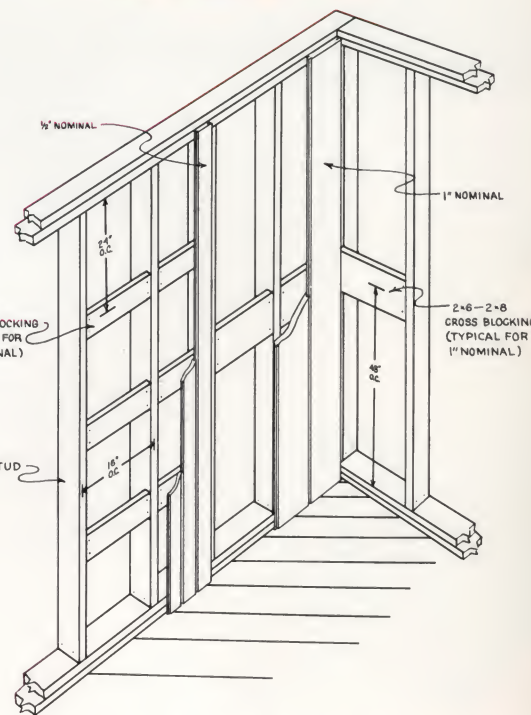 ½" NOMINAL
1" NOMINAL
24"
O.C.
OCKING
FOR
NAL)
2×6—2×8
CROSS BLOCKING
(TYPICAL FOR
1" NOMINAL)
48"
O.C.
16"
O.C.
TUD